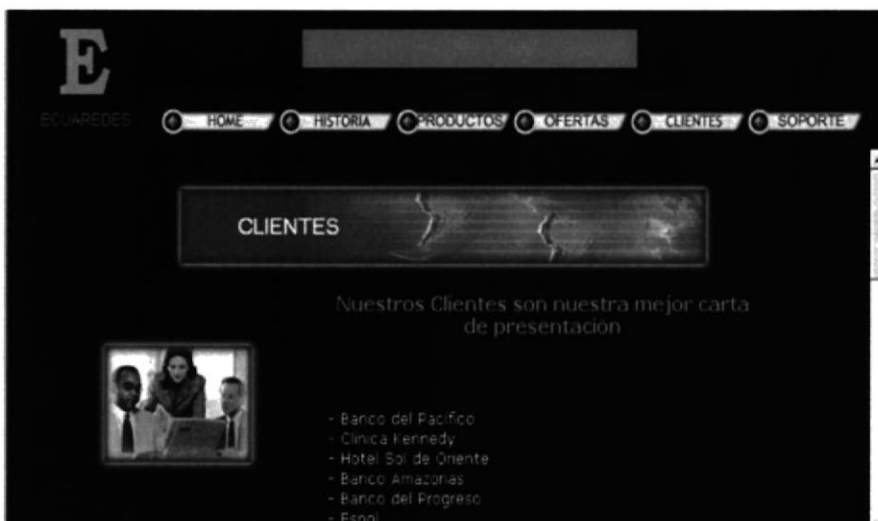 E
ECUAREDES
HOME HISTORIA PRODUCTOS OFERTAS CLIENTES SOPORTE
CLIENTES
Nuestros Clientes son nuestra mejor carta
de presentacion
- Banco del Pacifico
- Clinica Kennedy
- Hotel Sol de Oriente
- Banco Amazonas
- Banco del Progreso
- Espol